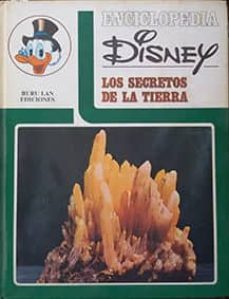 ENCICLOPEDIA
DISNEY
LOS SECRETOS
DE LA TIERRA
BURU LAN
EDICIONES